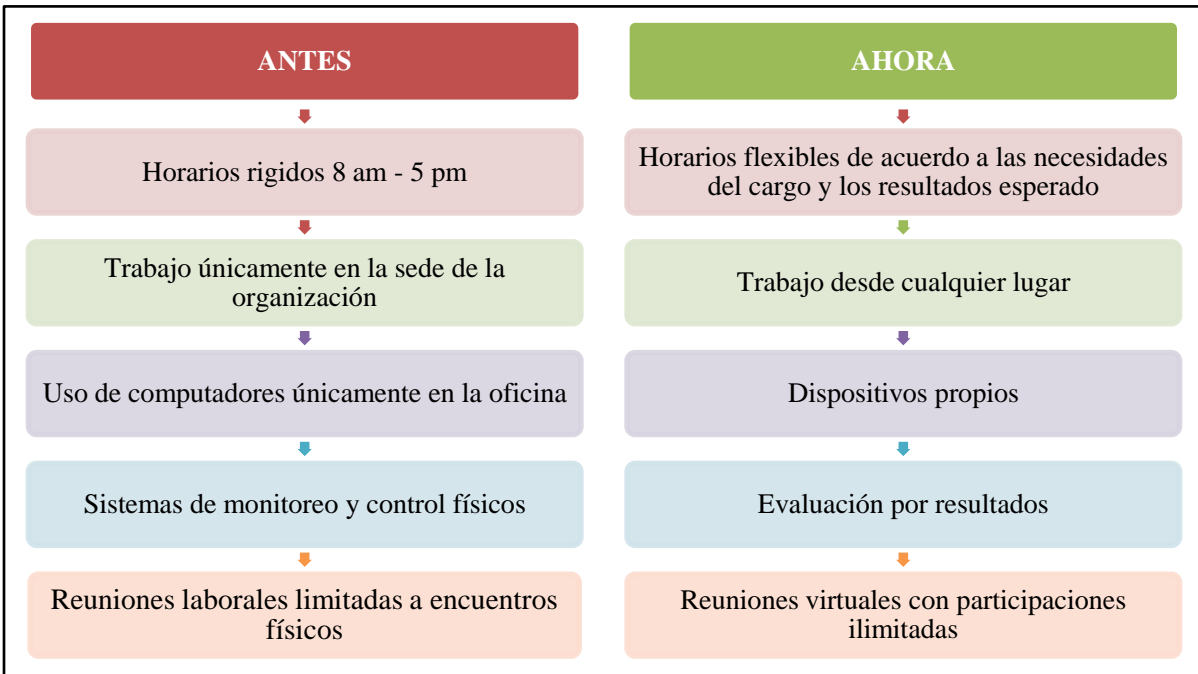 ANTES
Horarios rigidos 8 am - 5 pm
Trabajo únicamente en la sede de la
organización
Uso de computadores únicamente en la oficina
Sistemas de monitoreo y control físicos
Reuniones laborales limitadas a encuentros
físicos
AHORA
Horarios flexibles de acuerdo a las necesidades
del cargo y los resultados esperado
Trabajo desde cualquier lugar
Dispositivos propios
Evaluación por resultados
Reuniones virtuales con participaciones
ilimitadas